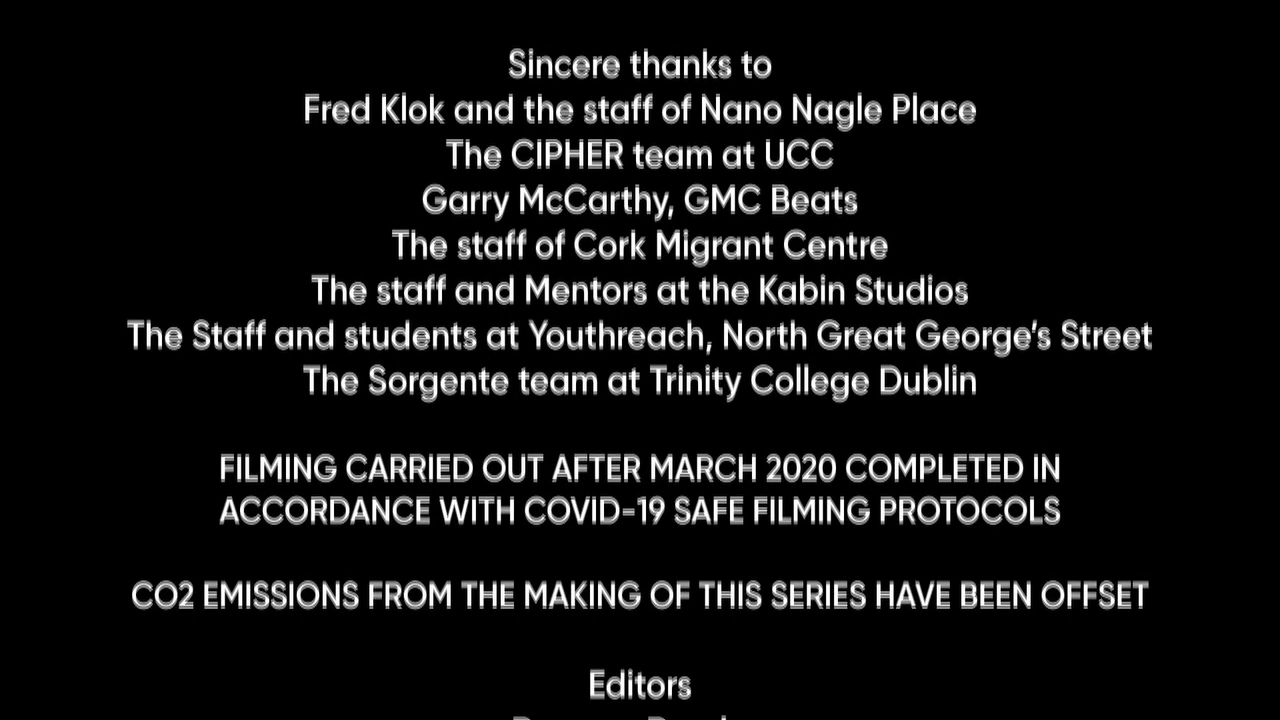 Sincere thanks to
Fred Klok and the staff of Nano Nagle Place
The CIPHER team at UCC
Garry McCarthy, GMC Beats
The staff of Cork Migrant Centre
The staff and Mentors at the Kabin Studios
The Staff and students at Youthreach, North Great George’s Street
The Sorgente team at Trinity College Dublin
FILMING CARRIED OUT AFTER MARCH 2020 COMPLETED IN
ACCORDANCE WITH COVID-19 SAFE FILMING PROTOCOLS
CO2 EMISSIONS FROM THE MAKING OF THIS SERIES HAVE BEEN OFFSET
Editors